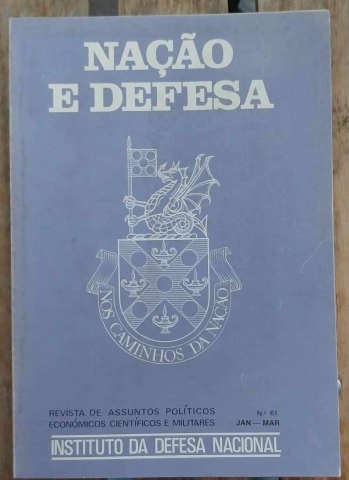 NAÇÃO
E DEFESA
NOS CAMINHOS DA NAÇÃO
REVISTA DE ASSUNTOS POLÍTICOS
ECONÓMICOS CIENTÍFICOS E MILITARES
N.º 61
JAN — MAR
INSTITUTO DA DEFESA NACIONAL